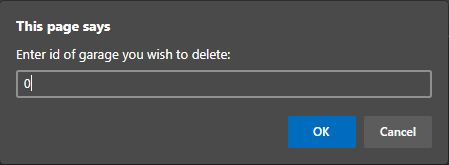 This page says
Enter id of garage you wish to delete:
0
OK Cancel